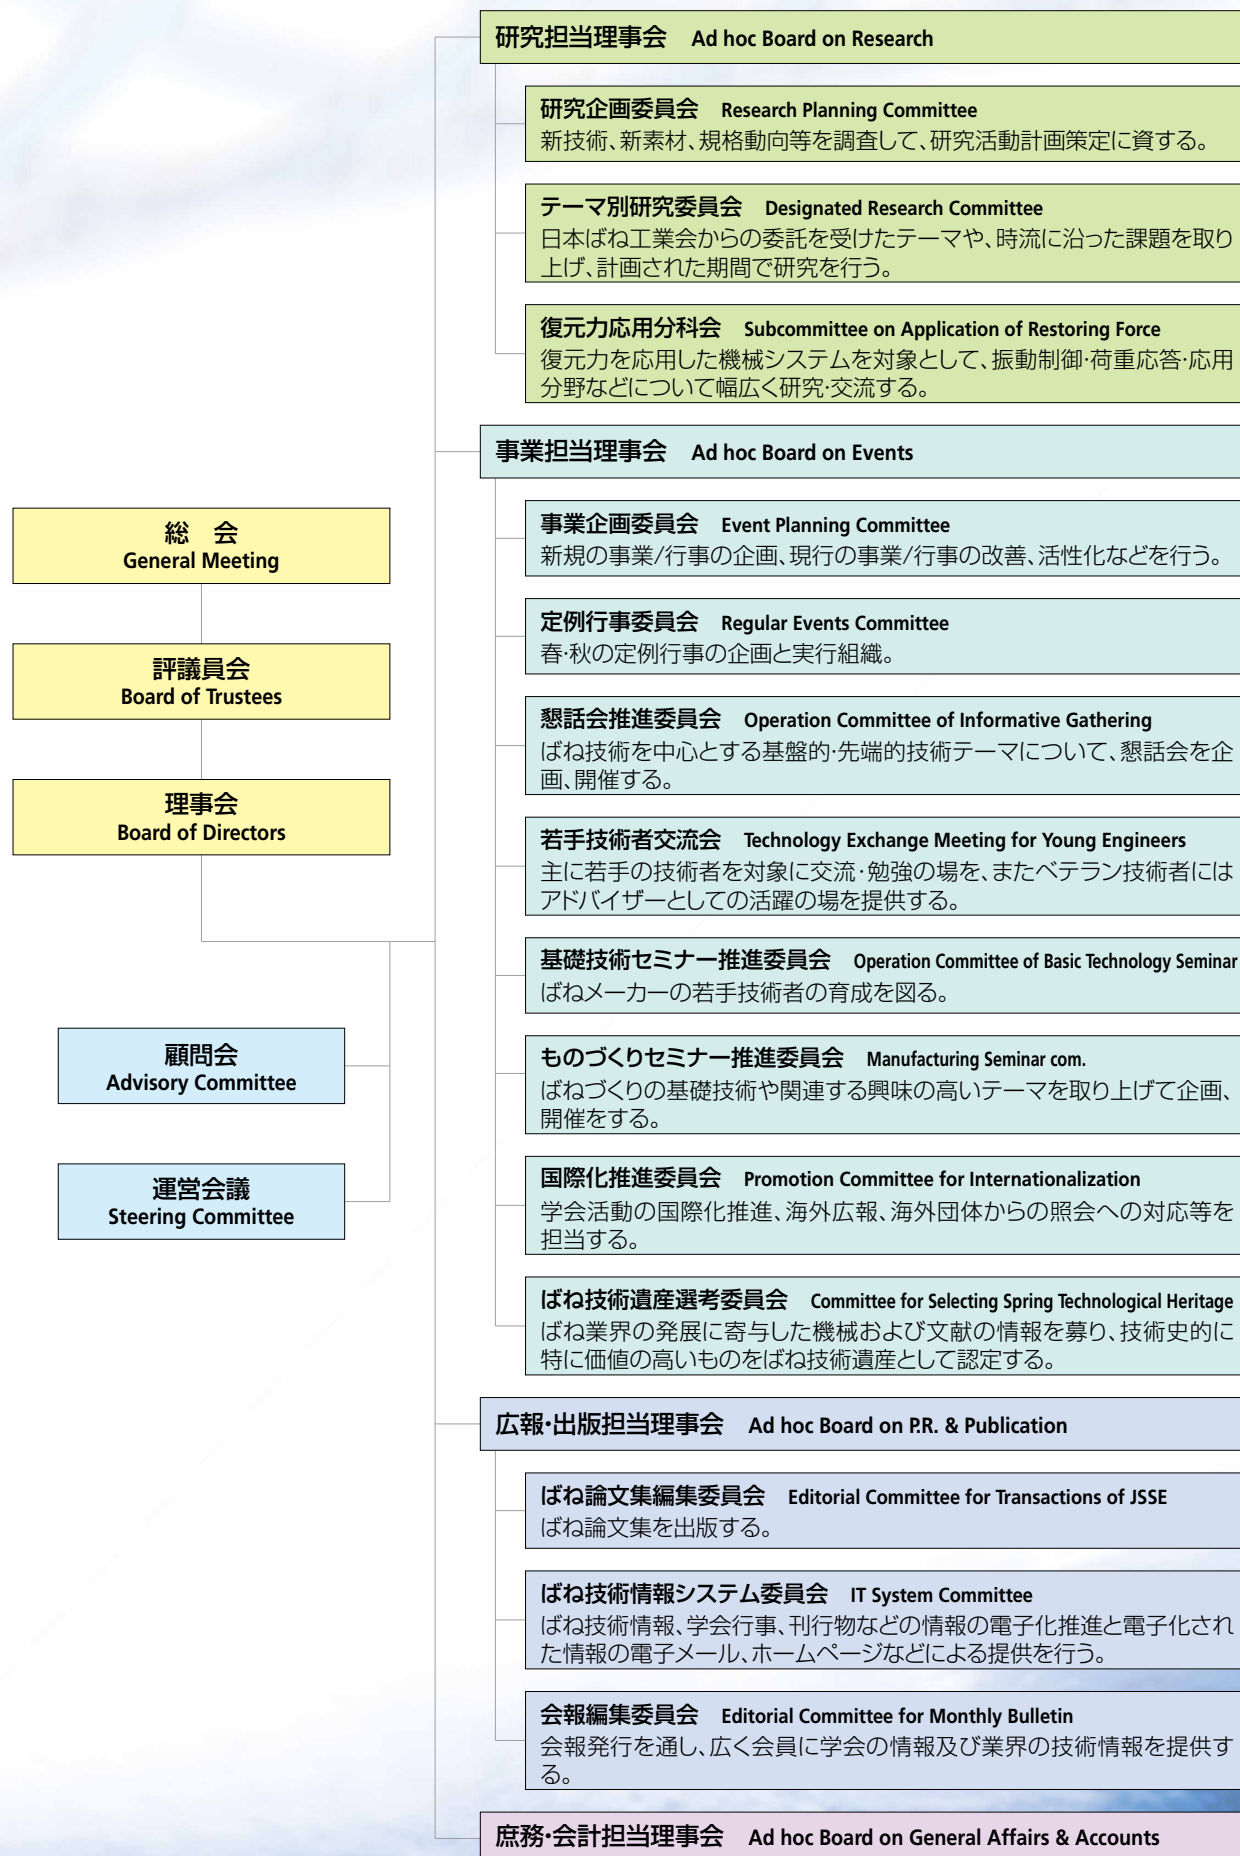 研究担当理事会 Ad hoc Board on Research
研究企画委員会 Research Planning Committee
新技術、新素材、規格動向等を調査して、研究活動計画策定に資する。
テーマ別研究委員会 Designated Research Committee
日本ばね工業会からの委託を受けたテーマや、時流に沿った課題を取り
上げ、計画された期間で研究を行う。
復元力応用分科会 Subcommittee on Application of Restoring Force
復元力を応用した機械システムを対象として、振動制御・荷重応答・応用
分野などについて幅広く研究・交流する。
事業担当理事会 Ad hoc Board on Events
事業企画委員会 Event Planning Committee
新規の事業/行事の企画、現行の事業/行事の改善、活性化などを行う。
定例行事委員会 Regular Events Committee
春・秋の定例行事の企画と実行組織。
懇話会推進委員会 Operation Committee of Informative Gathering
ばね技術を中心とする基盤的・先端的技術テーマについて、懇話会を企
画、開催する。
若手技術者交流会 Technology Exchange Meeting for Young Engineers
主に若手の技術者を対象に交流・勉強の場を、またベテラン技術者には
アドバイザーとしての活躍の場を提供する。
基礎技術セミナー推進委員会 Operation Committee of Basic Technology Seminar
ばねメーカーの若手技術者の育成を図る。
ものづくりセミナー推進委員会 Manufacturing Seminar com.
ばねづくりの基礎技術や関連する興味の高いテーマを取り上げて企画、
開催をする。
国際化推進委員会 Promotion Committee for Internationalization
学会活動の国際化推進、海外広報、海外団体からの照会への対応等を
担当する。
ばね技術遺産選考委員会 Committee for Selecting Spring Technological Heritage
ばね業界の発展に寄与した機械および文献の情報を募り、技術史的に
特に価値の高いものをばね技術遺産として認定する。
広報・出版担当理事会 Ad hoc Board on P.R. & Publication
ばね論文集編集委員会 Editorial Committee for Transactions of JSSE
ばね論文集を出版する。
ばね技術情報システム委員会 IT System Committee
ばね技術情報、学会行事、刊行物などの情報の電子化推進と電子化され
た情報の電子メール、ホームページなどによる提供を行う。
会報編集委員会 Editorial Committee for Monthly Bulletin
会報発行を通し、広く会員に学会の情報及び業界の技術情報を提供す
る。
庶務・会計担当理事会 Ad hoc Board on General Affairs & Accounts
総 会
General Meeting
評議員会
Board of Trustees
理事会
Board of Directors
顧問会
Advisory Committee
運営会議
Steering Committee